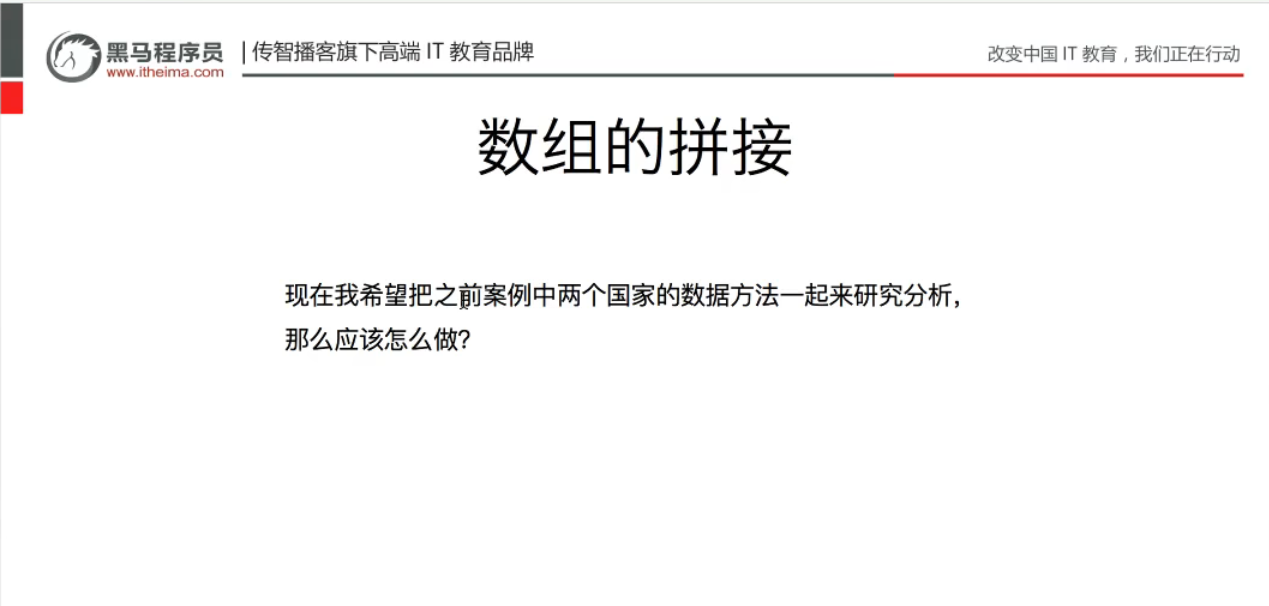 黑马程序员
www.itheima.com
| 传智播客旗下高端 IT 教育品牌
改变中国 IT 教育，我们正在行动
数组的拼接
现在我希望把之前案例中两个国家的数据方法一起来研究分析,
那么应该怎么做？